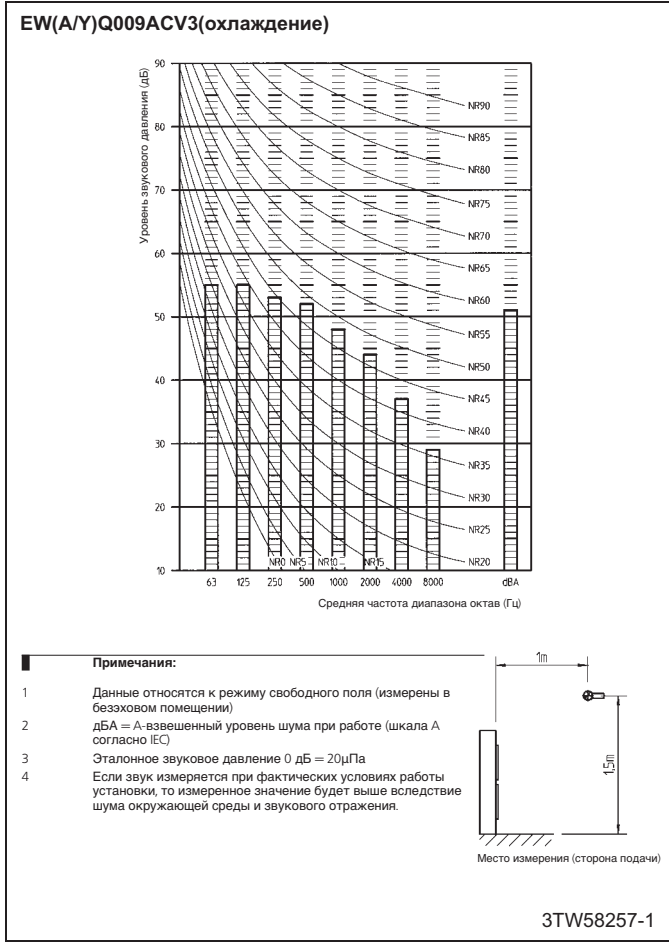 EW(A/Y)Q009ACV3(охлаждение)
Уровень звукового давления (дБ)
90
80
70
60
50
40
30
20
10
NR90
NR85
NR80
NR75
NR70
NR65
NR60
NR55
NR50
NR45
NR40
NR35
NR30
NR25
NR20
NR0 NR5 NR10 NR15
63 125 250 500 1000 2000 4000 8000 dBA
Средняя частота диапазона октав (Гц)
Примечания:
1 Данные относятся к режиму свободного поля (измерены в
безэховом помещении)
2 дБА = А-взвешенный уровень шума при работе (шкала А
согласно IEC)
3 Эталонное звуковое давление 0 дБ = 20µПа
4 Если звук измеряется при фактических условиях работы
установки, то измеренное значение будет выше вследствие
шума окружающей среды и звукового отражения.
1m
1,5m
Место измерения (сторона подачи)
3TW58257-1